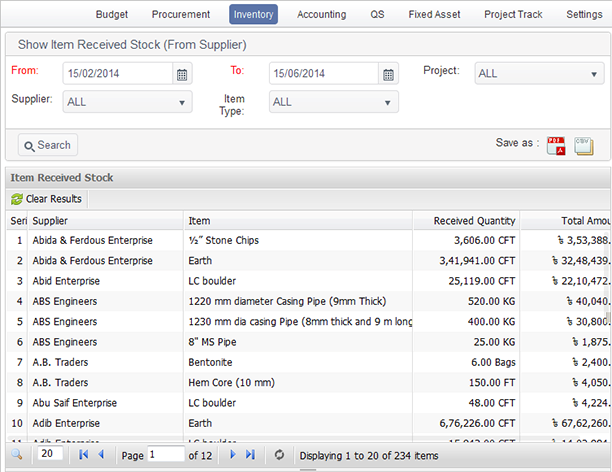 Budget Procurement Inventory Accounting QS Fixed Asset Project Track Settings
Show Item Received Stock (From Supplier)
From: 15/02/2014 To: 15/06/2014 Project: ALL
Supplier: ALL Item Type: ALL
Search Save as :
Item Received Stock
Clear Results
Seri Supplier Item Received Quantity Total Amou
1 Abida & Ferdous Enterprise ½" Stone Chips 3,606.00 CFT ৳ 3,53,388.
2 Abida & Ferdous Enterprise Earth 3,41,941.00 CFT ৳ 32,48,439.
3 Abid Enterprise LC boulder 25,119.00 CFT ৳ 22,10,472.
4 ABS Engineers 1220 mm diameter Casing Pipe (9mm Thick) 520.00 KG ৳ 40,040.
5 ABS Engineers 1230 mm dia casing Pipe (8mm thick and 9 m long 400.00 KG ৳ 30,800.
6 ABS Engineers 8" MS Pipe 25.00 KG ৳ 1,875.
7 A.B. Traders Bentonite 6.00 Bags ৳ 2,400.
8 A.B. Traders Hem Core (10 mm) 150.00 FT ৳ 4,050.
9 Abu Saif Enterprise LC boulder 48.00 CFT ৳ 4,224.
10 Adib Enterprise Earth 6,76,226.00 CFT ৳ 67,62,260.
11 Adib Enterprise LC boulder
20 Page 1 of 12 Displaying 1 to 20 of 234 items